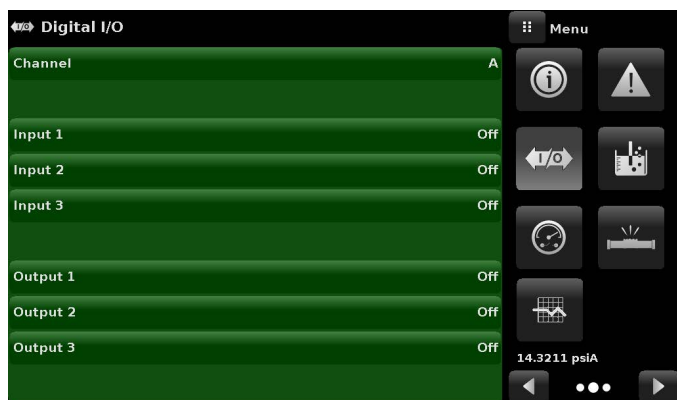 I/O Digital I/O
Menu
Channel A
Input 1 Off
Input 2 Off
Input 3 Off
Output 1 Off
Output 2 Off
Output 3 Off
I/O
14.3211 psiA